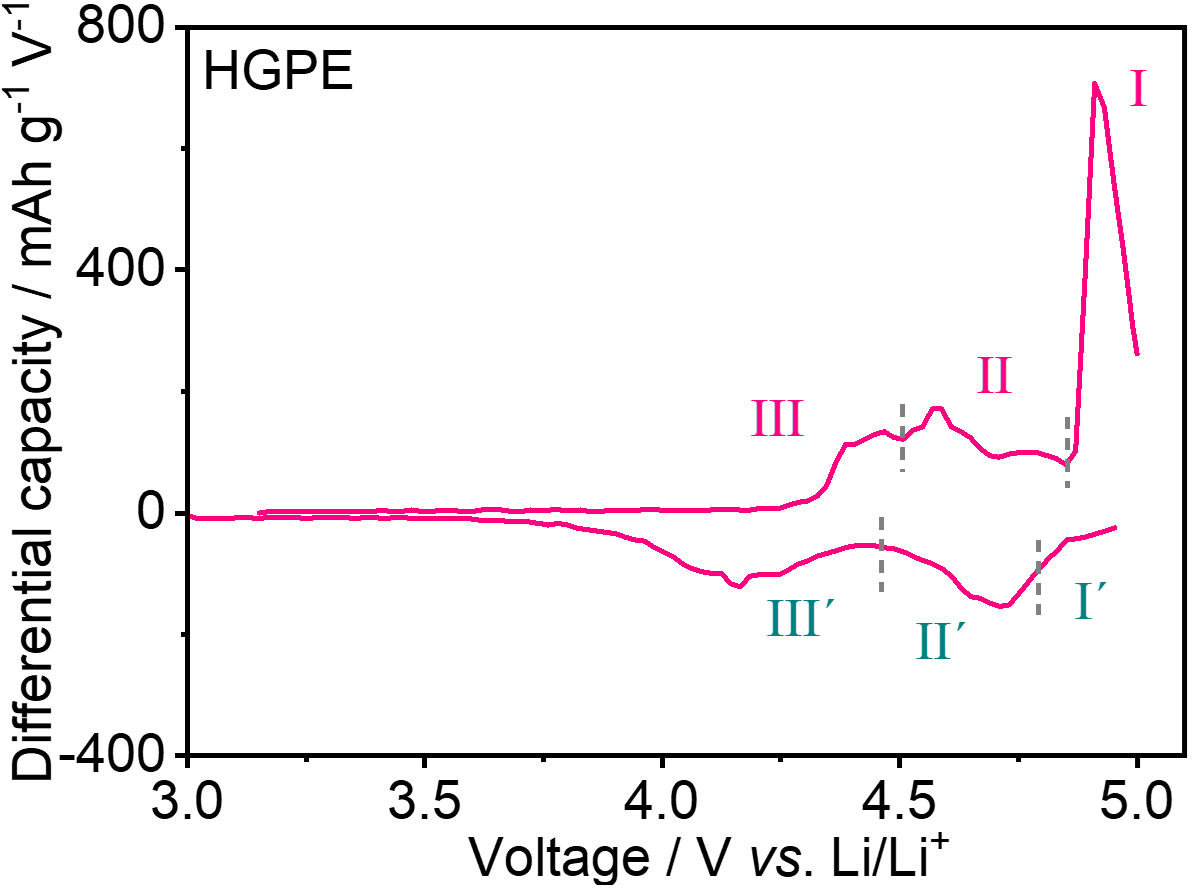 Differential capacity / mAh g⁻¹ V⁻¹
800
400
0
-400
HGPE
I
II
III
III´
II´
I´
3.0
3.5
4.0
4.5
5.0
Voltage / V vs. Li/Li⁺